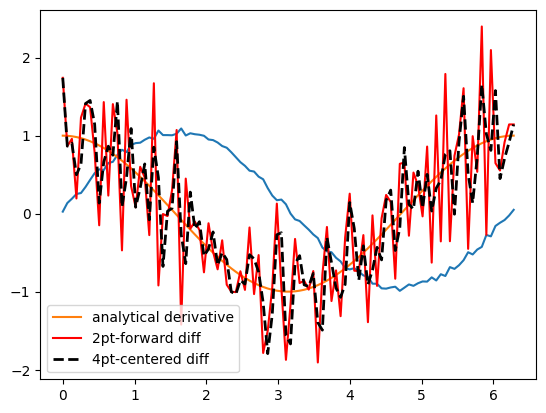 2
1
0
−1
−2
analytical derivative
2pt-forward diff
4pt-centered diff
0 1 2 3 4 5 6